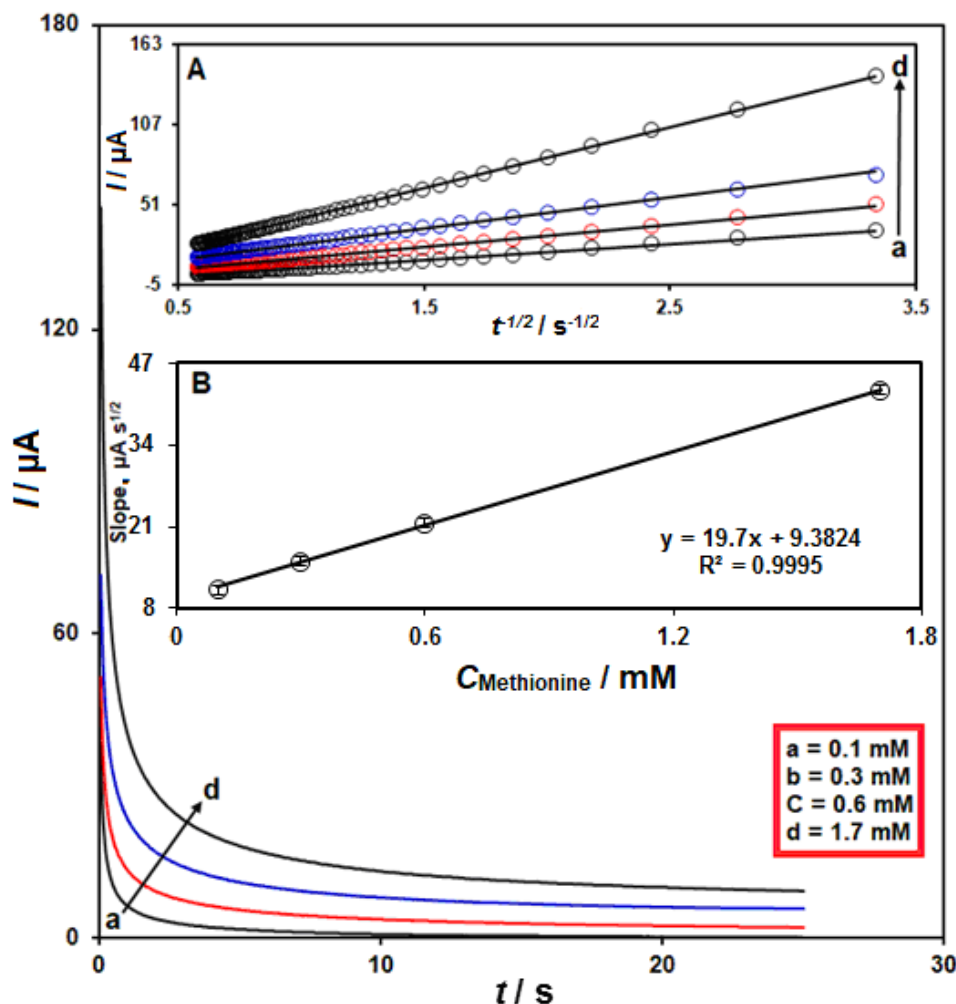 180
120
60
0
I / µA
0
10
20
30
t / s
A
163
107
51
-5
I / µA
0.5
1.5
2.5
3.5
t-1/2 / s-1/2
d
a
B
47
34
21
8
Slope, µA s1/2
0
0.6
1.2
1.8
y = 19.7x + 9.3824
R² = 0.9995
CMethionine / mM
d
a
a = 0.1 mM
b = 0.3 mM
C = 0.6 mM
d = 1.7 mM